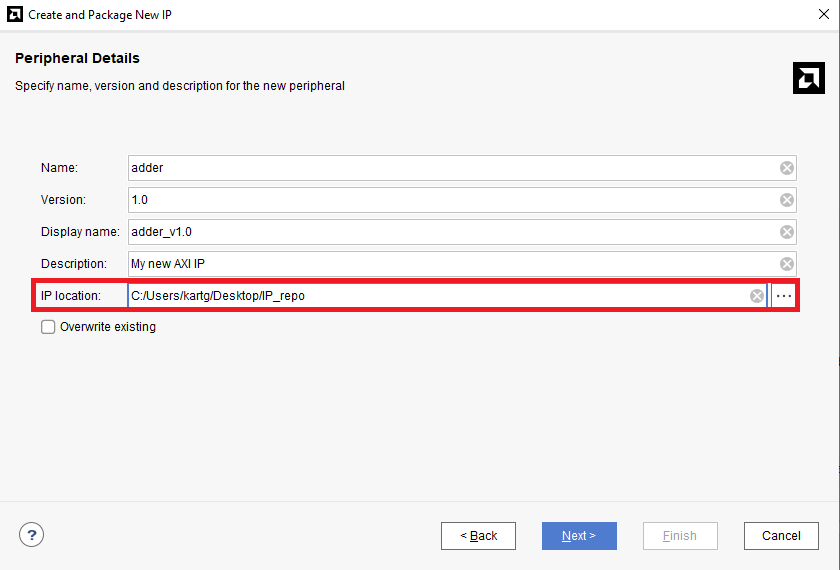 Create and Package New IP
Peripheral Details
Specify name, version and description for the new peripheral
Name: adder
Version: 1.0
Display name: adder_v1.0
Description: My new AXI IP
IP location: C:/Users/kartg/Desktop/IP_repo ...
Overwrite existing
? < Back Next > Finish Cancel